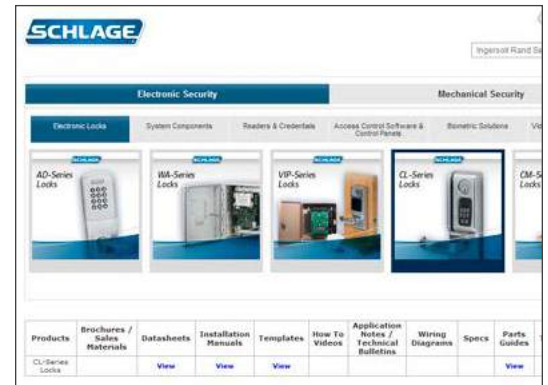 SCHLAGE
Ingersoll Rand Se
Electronic Security
Mechanical Security
Electronic Locks
System Components
Readers & Credentials
Access Control Software &
Control Panels
Biometric Solutions
Vid
SCHLAGE
AD-Series
Locks
SCHLAGE
WA-Series
Locks
SCHLAGE
VIP-Series
Locks
SCHLAGE
CL-Series
Locks
CM-S
Locks
Products
Brochures /
Sales
Materials
Datasheets
Installation
Manuals
Templates
How To
Videos
Application
Notes /
Technical
Bulletins
Wiring
Diagrams
Specs
Parts
Guides
CL-Series
Locks
View
View
View
View